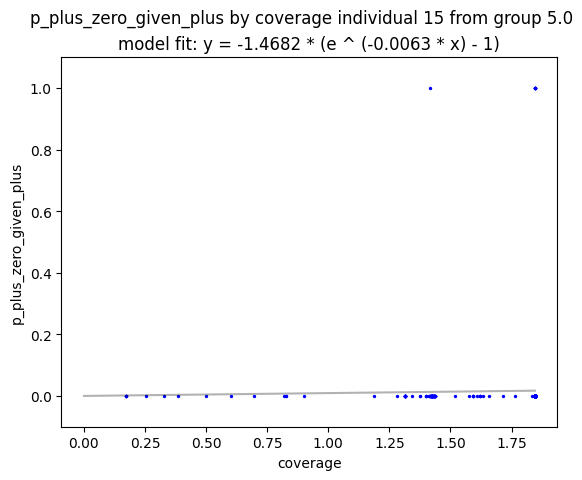 p_plus_zero_given_plus by coverage individual 15 from group 5.0
model fit: y = -1.4682 * (e ^ (-0.0063 * x) - 1)
1.0
0.8
0.6
0.4
0.2
0.0
p_plus_zero_given_plus
0.00 0.25 0.50 0.75 1.00 1.25 1.50 1.75
coverage